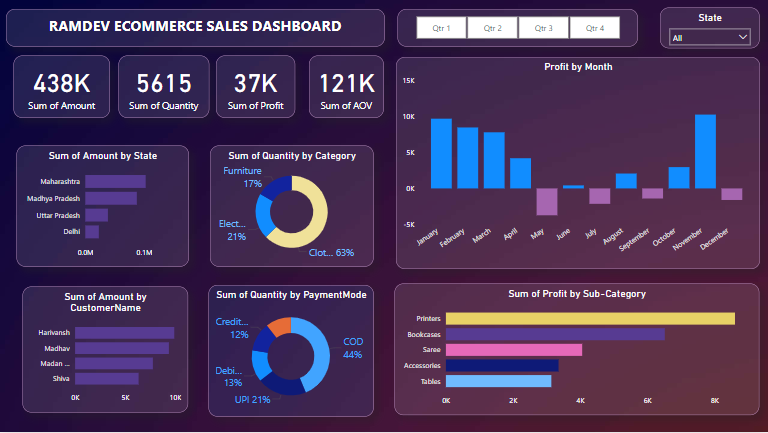 RAMDEV ECOMMERCE SALES DASHBOARD
Qtr 1
Qtr 2
Qtr 3
Qtr 4
State
All
438K
Sum of Amount
5615
Sum of Quantity
37K
Sum of Profit
121K
Sum of AOV
Profit by Month
15K
10K
5K
0K
-5K
January
February
March
April
May
June
July
August
September
October
November
December
Sum of Amount by State
Maharashtra
Madhya Pradesh
Uttar Pradesh
Delhi
0.0M
0.1M
Sum of Quantity by Category
Furniture
17%
Elect...
21%
Clot... 63%
Sum of Amount by
CustomerName
Harivansh
Madhav
Madan ...
Shiva
0K
5K
10K
Sum of Quantity by PaymentMode
Credit...
12%
COD
44%
Debi...
13%
UPI 21%
Sum of Profit by Sub-Category
Printers
Bookcases
Saree
Accessories
Tables
0K
2K
4K
6K
8K